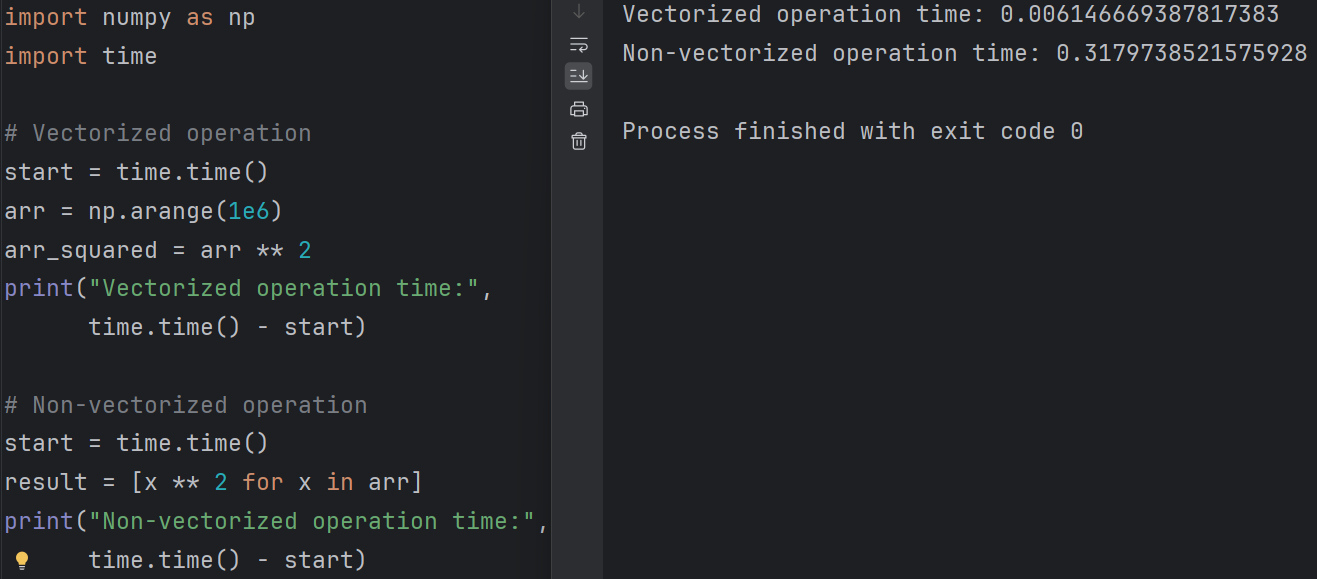 import numpy as np
import time
# Vectorized operation
start = time.time()
arr = np.arange(1e6)
arr_squared = arr ** 2
print("Vectorized operation time:",
      time.time() - start)
# Non-vectorized operation
start = time.time()
result = [x ** 2 for x in arr]
print("Non-vectorized operation time:",
      time.time() - start)
Vectorized operation time: 0.006146669387817383
Non-vectorized operation time: 0.3179738521575928
Process finished with exit code 0